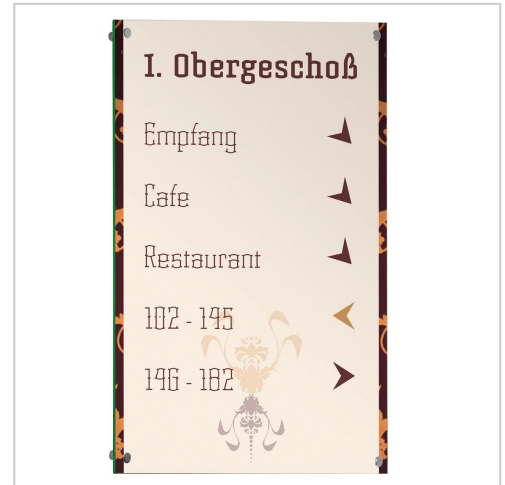 I. Obergeschoß
Empfang
Cafe
Restaurant
102 - 145
146 - 182